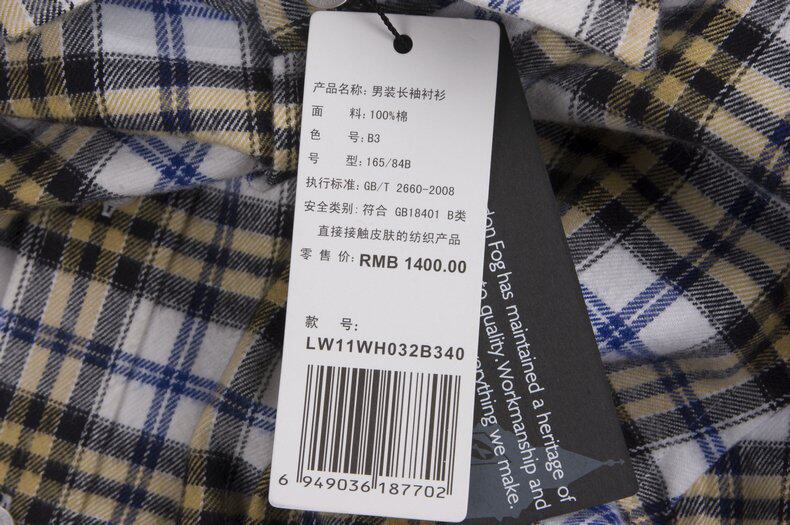 产品名称: 男装长袖衬衫
面 料: 100%棉
色 号: B3
号 型: 165/84B
执行标准: GB/T 2660-2008
安全类别: 符合 GB18401 B类
直接接触皮肤的纺织产品
零售价: RMB 1400.00
款 号:
LW11WH032B340
6 949036 187702
don Fog has maintained a heritage of
to quality. Workmanship and
everything we make.